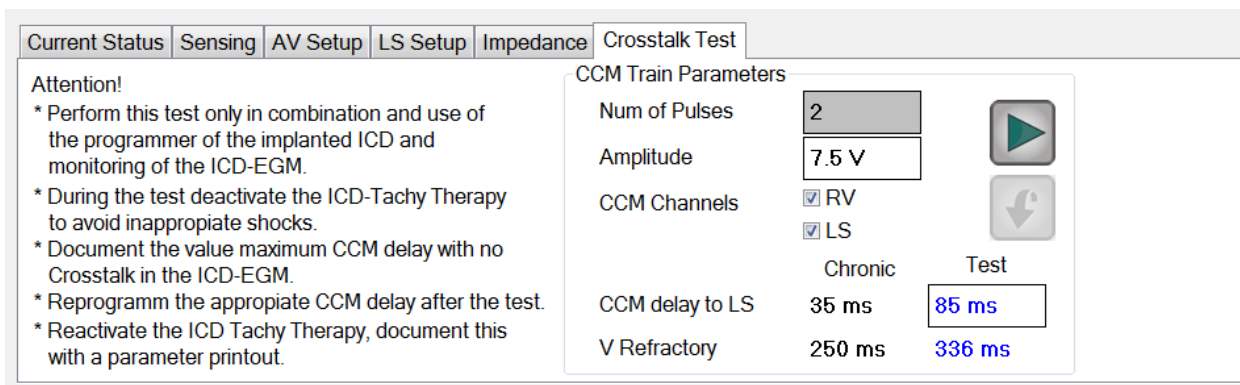 Current Status Sensing AV Setup LS Setup Impedance Crosstalk Test
Attention!
* Perform this test only in combination and use of
the programmer of the implanted ICD and
monitoring of the ICD-EGM.
* During the test deactivate the ICD-Tachy Therapy
to avoid inappropiate shocks.
* Document the value maximum CCM delay with no
Crosstalk in the ICD-EGM.
* Reprogramm the appropiate CCM delay after the test.
* Reactivate the ICD Tachy Therapy, document this
with a parameter printout.
CCM Train Parameters
Num of Pulses 2
Amplitude 7.5 V
CCM Channels RV
LS
Chronic Test
CCM delay to LS 35 ms 85 ms
V Refractory 250 ms 336 ms